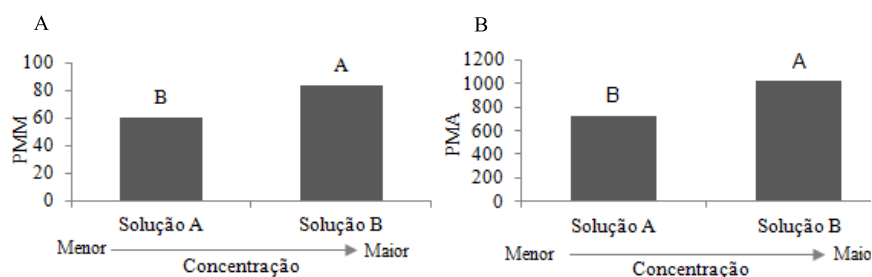 A
PMM
100
80
60
40
20
0
B
A
Solução A
Solução B
Menor
Maior
Concentração
B
PMA
1200
1000
800
600
400
200
0
B
A
Solução A
Solução B
Menor
Maio
Concentração